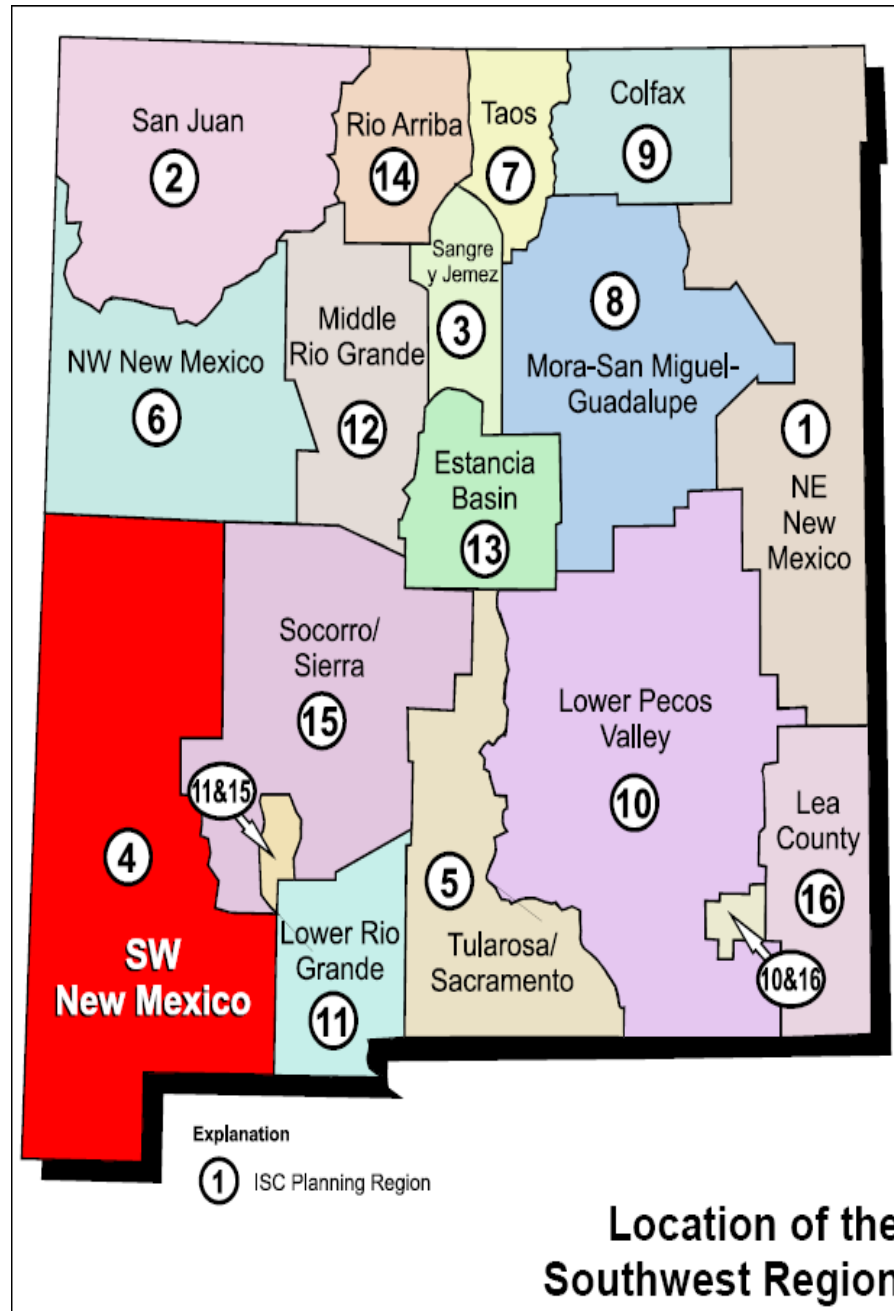 San Juan
2
Rio Arriba
14
Taos
7
Colfax
9
Sangre
y Jemez
3
8
Mora-San Miguel-
Guadalupe
NW New Mexico
6
Middle
Rio Grande
12
1
NE
New
Mexico
Estancia
Basin
13
Socorro/
Sierra
15
11&15
Lower Pecos
Valley
10
Lea
County
16
10&16
4
SW
New Mexico
5
Tularosa/
Sacramento
Lower Rio
Grande
11
Explanation
1 ISC Planning Region
Location of the
Southwest Region